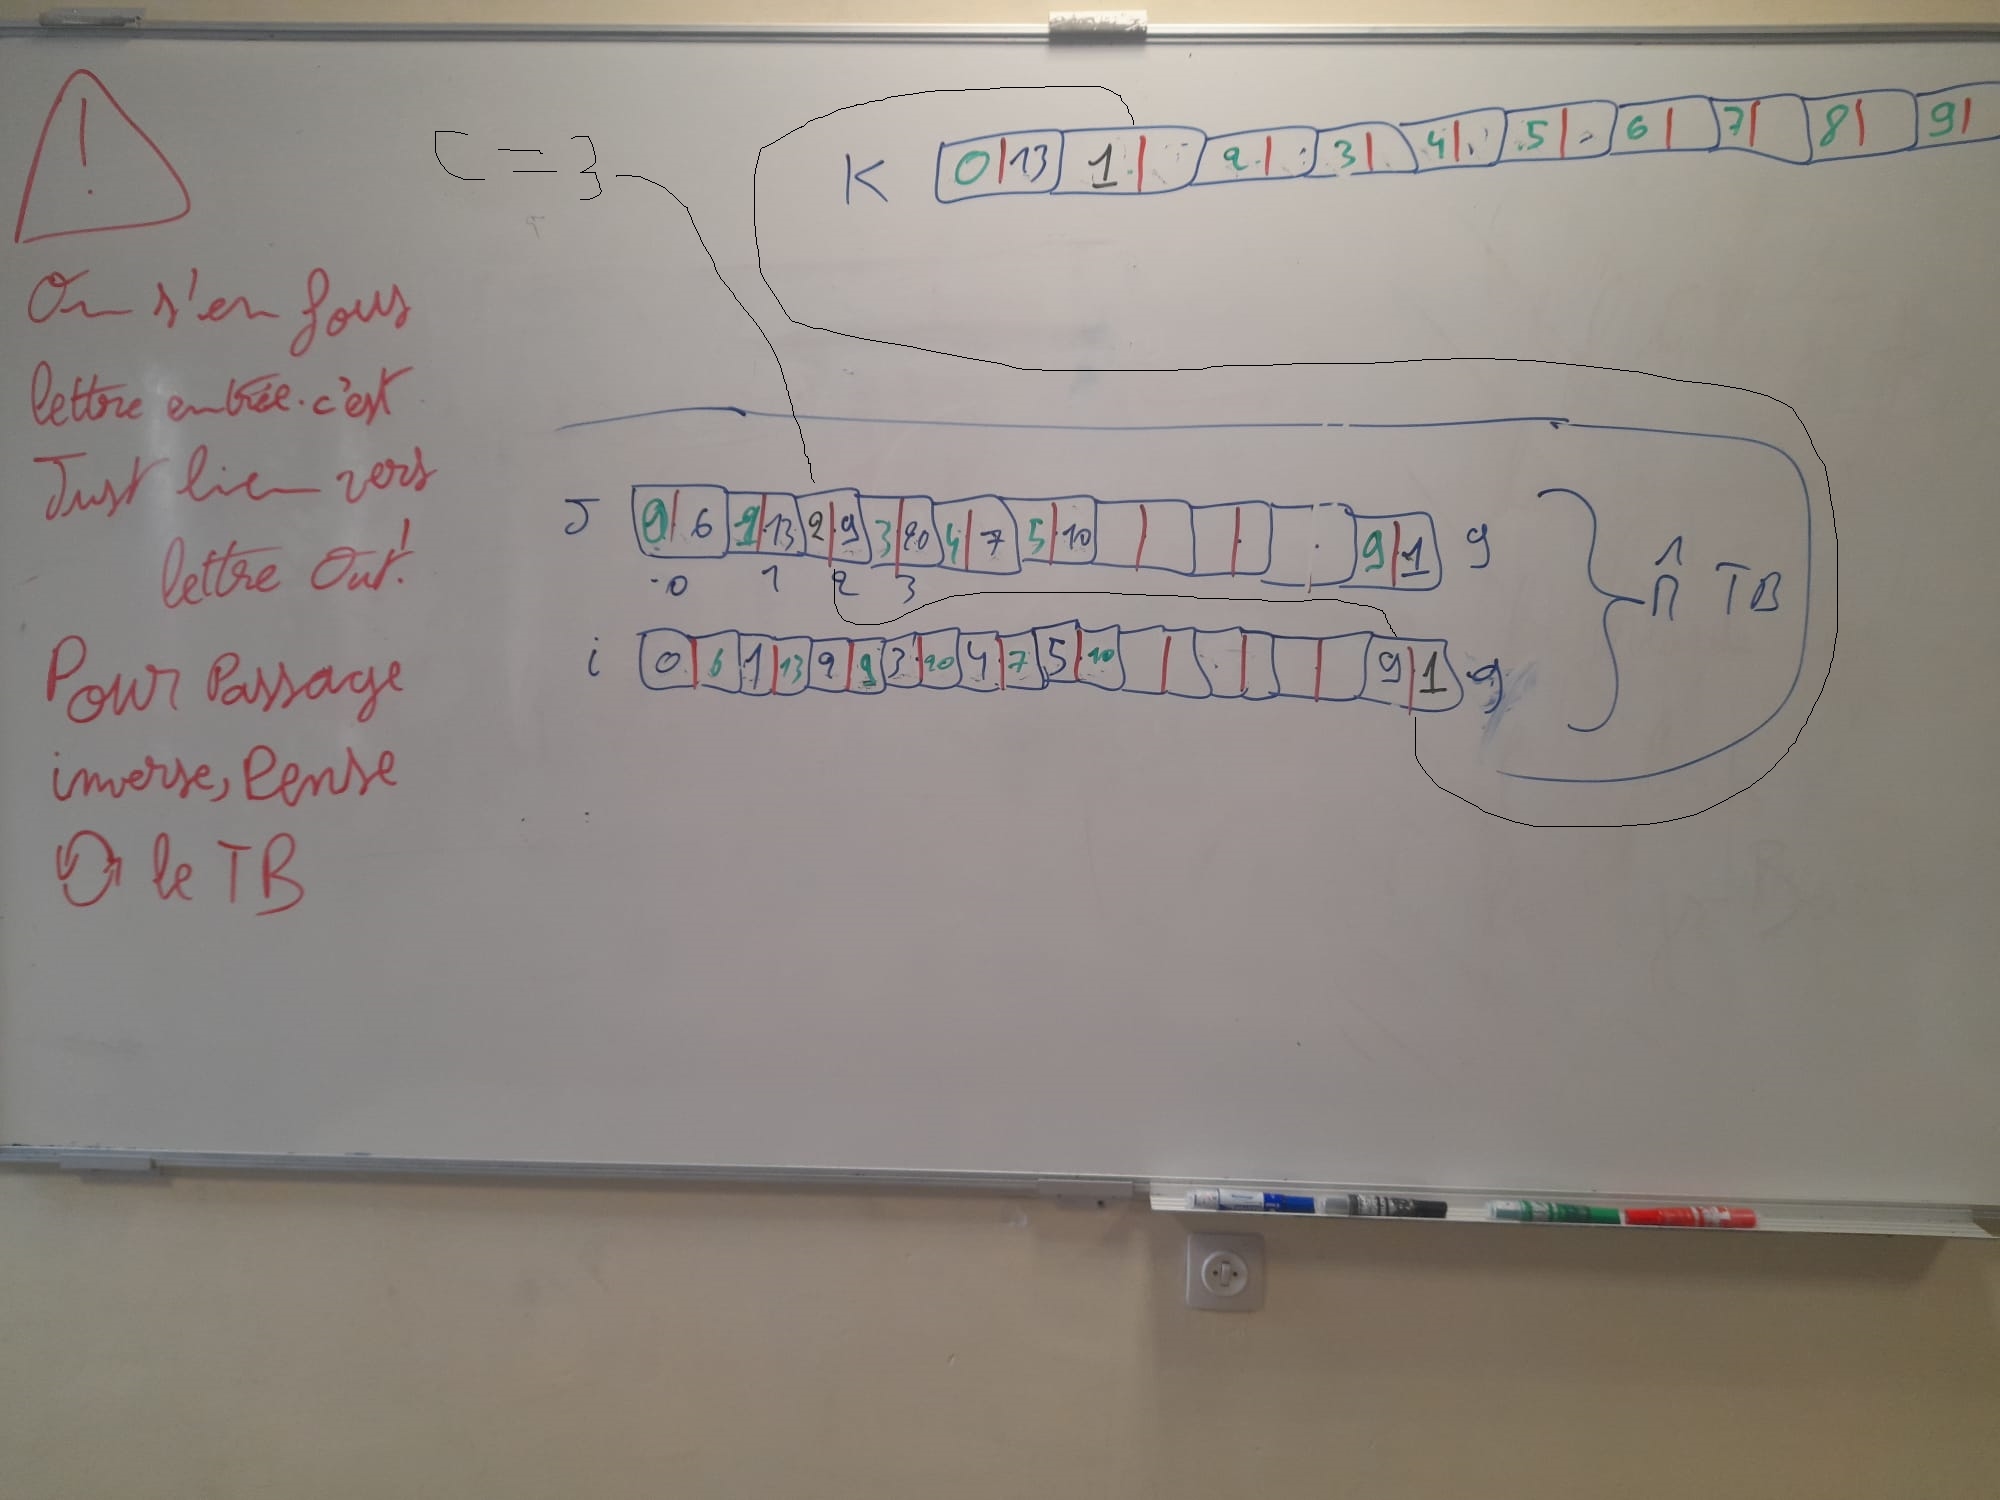 !
On s'en fous
lettre entrée. c'est
Just lien vers
lettre Out!
Pour Passage
inverse, Pense
le TB
C = 3
K 0|13 1| 2| 3| 4| 5| 6| 7| 8| 9|
J 0|6 1|13 2|9 3|20 4|7 5|10 | | 9|1 9
0 1 2 3
i 0|6 1|13 2|9 3|20 4|7 5|10 | | | 9|1 9
TB